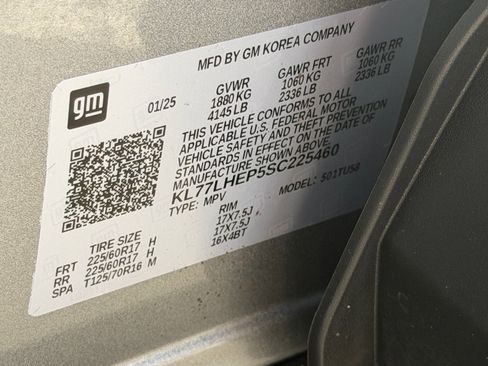 gm
MFD BY GM KOREA COMPANY
01/25
GVWR GAWR FRT GAWR RR
1880 KG 1060 KG 1060 KG
4145 LB 2336 LB 2336 LB
THIS VEHICLE CONFORMS TO ALL
APPLICABLE U.S. FEDERAL MOTOR
VEHICLE SAFETY AND THEFT PREVENTION
STANDARDS IN EFFECT ON THE DATE OF
MANUFACTURE SHOWN ABOVE.
KL77LHEP5SC225460
TYPE: MPV MODEL: 501TU58
TIRE SIZE RIM
FRT 225/60R17 H 17X7.5J
RR 225/60R17 H 17X7.5J
SPA T125/70R16 M 16X4BT